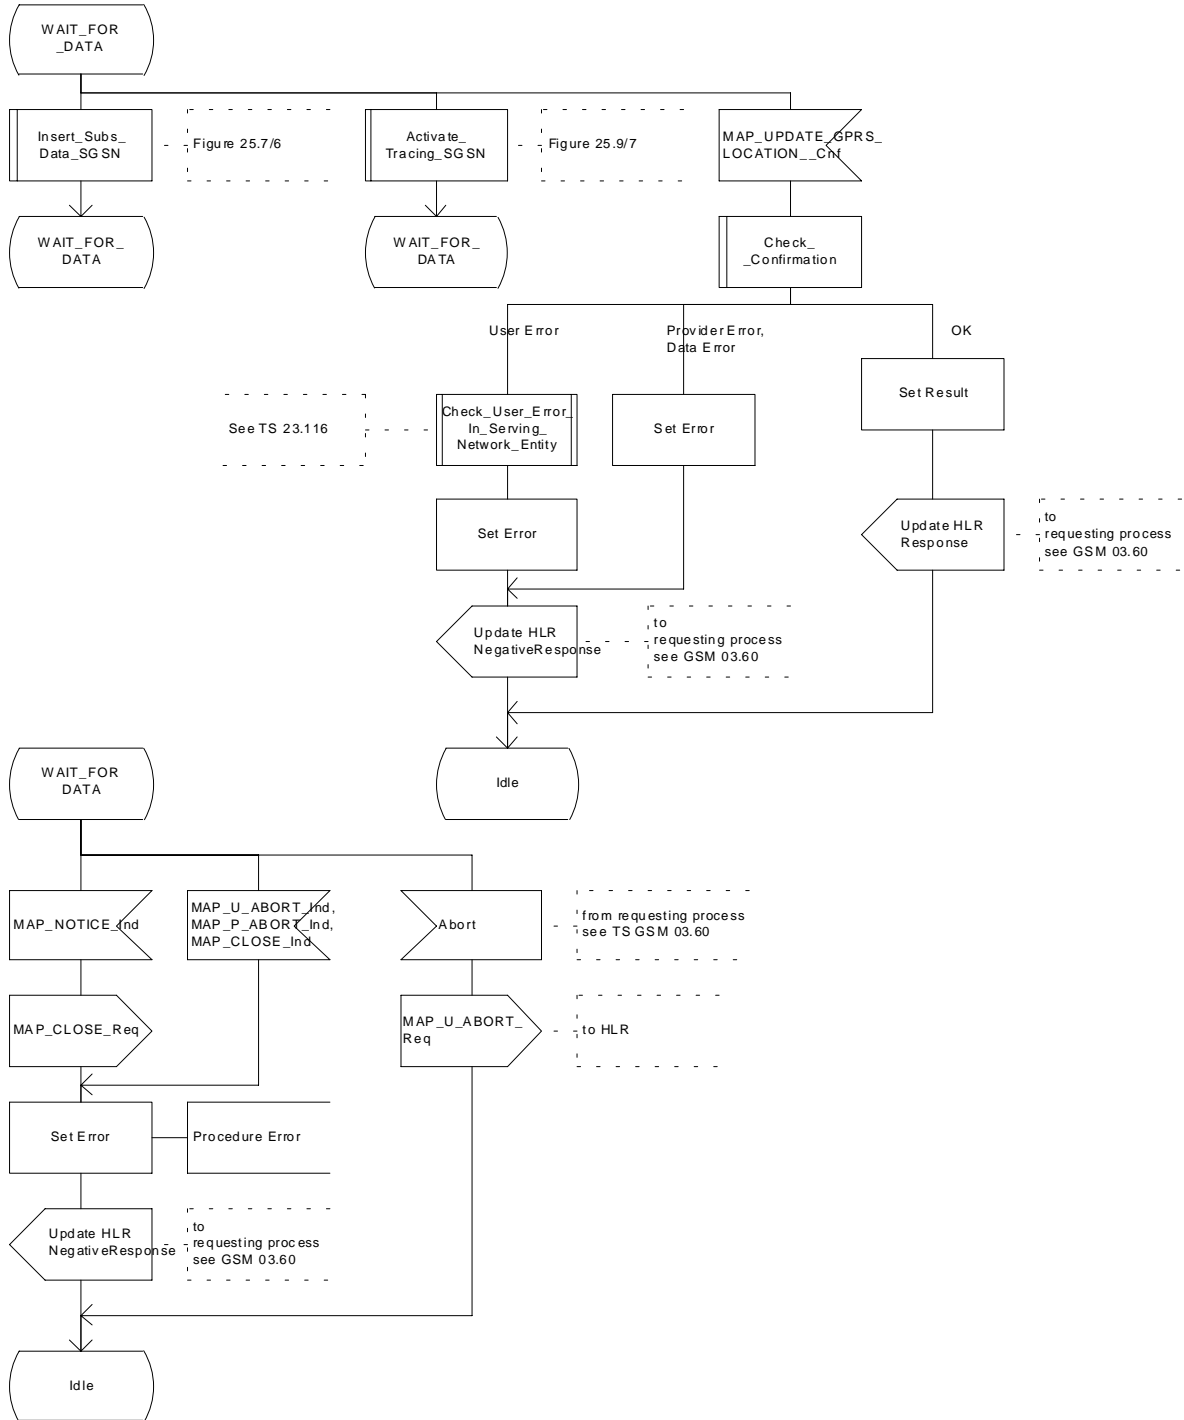 WAIT_FOR
_DATA
Insert_Subs_
Data_SGSN
Figure 25.7/6
Activate_
Tracing_SGSN
Figure 25.9/7
MAP_UPDATE_GPRS_
LOCATION__Cnf
WAIT_FOR_
DATA
WAIT_FOR_
DATA
Check_
_Confirmation
User Error
Provider Error,
Data Error
OK
Set Result
See TS 23.116
Check_User_Error_
In_Serving_
Network_Entity
Set Error
Set Error
Update HLR
Response
to
requesting process
see GSM 03.60
Update HLR
NegativeResponse
to
requesting process
see GSM 03.60
Idle
WAIT_FOR
DATA
MAP_NOTICE_Ind
MAP_U_ABORT_Ind,
MAP_P_ABORT_Ind,
MAP_CLOSE_Ind
Abort
from requesting process
see TS GSM 03.60
MAP_CLOSE_Req
MAP_U_ABORT_
Req
to HLR
Set Error
Procedure Error
Update HLR
NegativeResponse
to
requesting process
see GSM 03.60
Idle